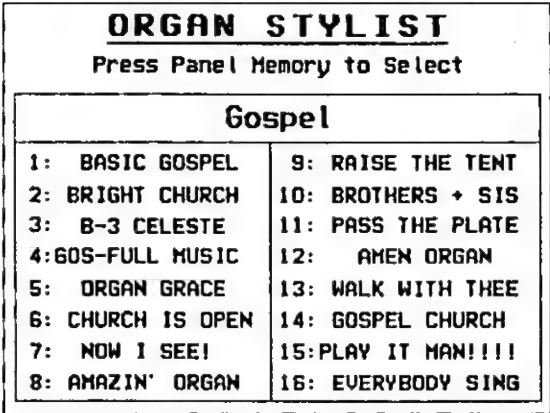 ORGAN STYLIST
Press Panel Memory to Select
Gospel
1: BASIC GOSPEL
2: BRIGHT CHURCH
3: B-3 CELESTE
4:GOS-FULL MUSIC
5: ORGAN GRACE
6: CHURCH IS OPEN
7: NOW I SEE!
8: AMAZIN' ORGAN
9: RAISE THE TENT
10: BROTHERS + SIS
11: PASS THE PLATE
12: AMEN ORGAN
13: WALK WITH THEE
14: GOSPEL CHURCH
15:PLAY IT MAN!!!!
16: EVERYBODY SING